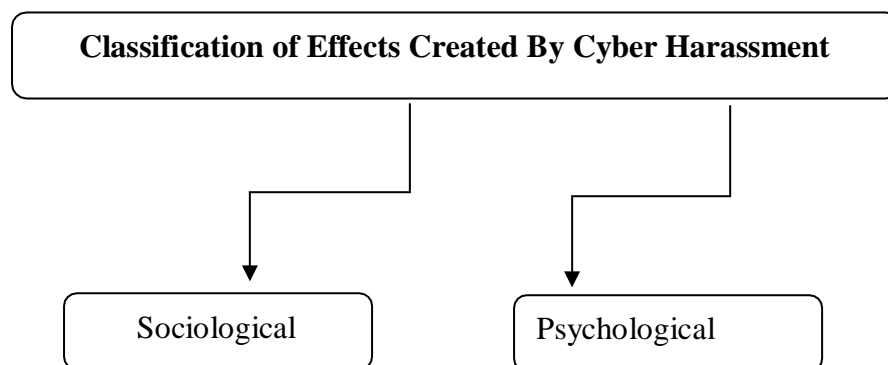 Classification of Effects Created By Cyber Harassment
Sociological
Psychological